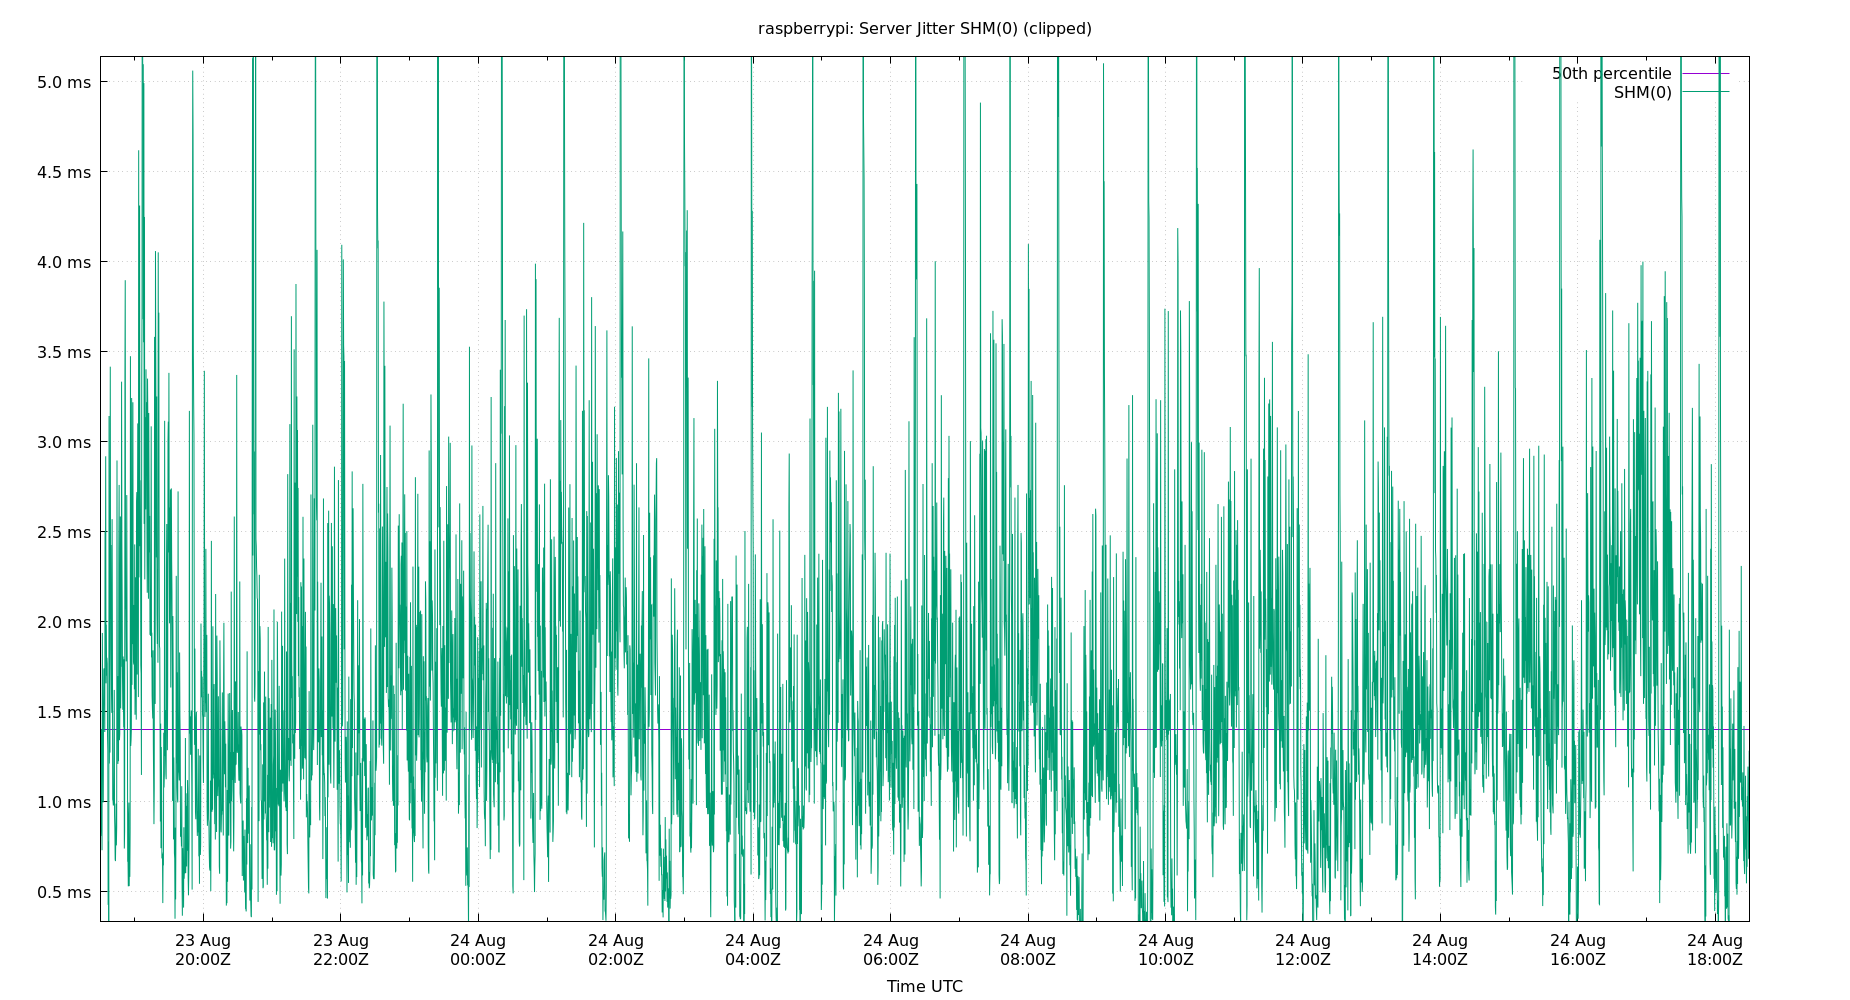 raspberrypi: Server Jitter SHM(0) (clipped)
5.0 ms
4.5 ms
4.0 ms
3.5 ms
3.0 ms
2.5 ms
2.0 ms
1.5 ms
1.0 ms
0.5 ms
50th percentile
SHM(0)
23 Aug 23 Aug 24 Aug 24 Aug 24 Aug 24 Aug 24 Aug 24 Aug 24 Aug 24 Aug 24 Aug 24 Aug
20:00Z 22:00Z 00:00Z 02:00Z 04:00Z 06:00Z 08:00Z 10:00Z 12:00Z 14:00Z 16:00Z 18:00Z
Time UTC